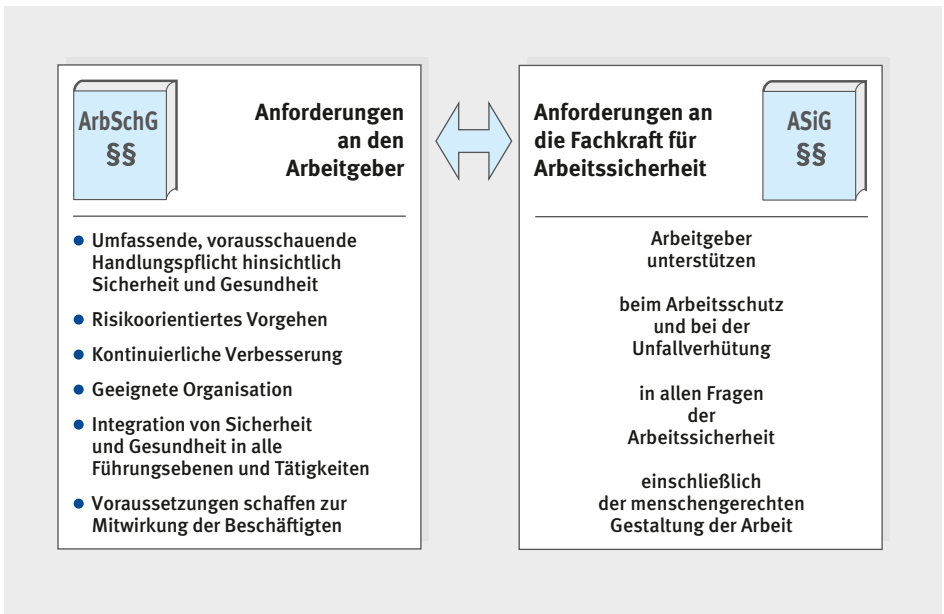 ArbSchG
§§
Anforderungen
an den
Arbeitgeber
Umfassende, vorausschauende
Handlungspflicht hinsichtlich
Sicherheit und Gesundheit
Risikoorientiertes Vorgehen
Kontinuierliche Verbesserung
Geeignete Organisation
Integration von Sicherheit
und Gesundheit in alle
Führungsebenen und Tätigkeiten
Voraussetzungen schaffen zur
Mitwirkung der Beschäftigten
Anforderungen an
die Fachkraft für
Arbeitssicherheit
ASiG
§§
Arbeitgeber
unterstützen
beim Arbeitsschutz
und bei der
Unfallverhütung
in allen Fragen
der
Arbeitssicherheit
einschließlich
der menschengerechten
Gestaltung der Arbeit